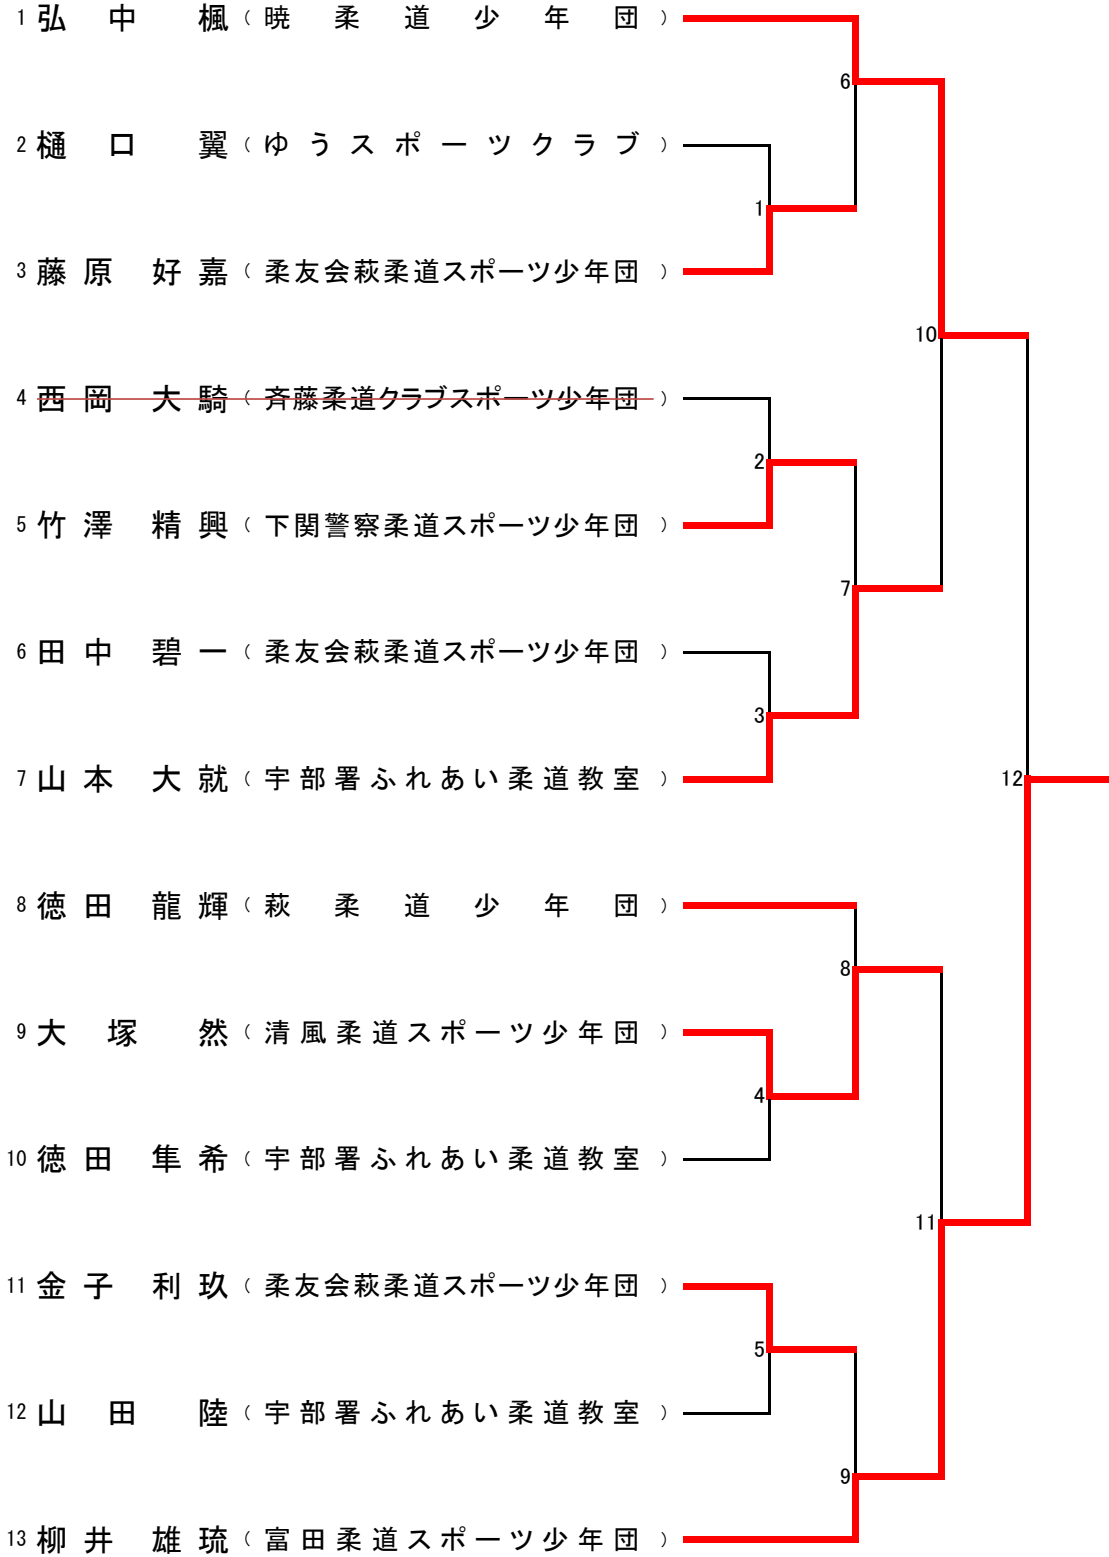 1 弘中 楓 （ 暁柔道少年団 ）
6
2 樋口 翼 （ ゆうスポーツクラブ ）
1
3 藤原 好嘉 （ 柔友会萩柔道スポーツ少年団 ）
10
4 西岡 大騎 （ 斉藤柔道クラブスポーツ少年団 ）
2
5 竹澤 精興 （ 下関警察柔道スポーツ少年団 ）
7
6 田中 碧一 （ 柔友会萩柔道スポーツ少年団 ）
3
7 山本 大就 （ 宇部署ふれあい柔道教室 ）
12
8 徳田 龍輝 （ 萩柔道少年団 ）
8
9 大塚 然 （ 清風柔道スポーツ少年団 ）
4
10 徳田 隼希 （ 宇部署ふれあい柔道教室 ）
11
11 金子 利玖 （ 柔友会萩柔道スポーツ少年団 ）
5
12 山田 陸 （ 宇部署ふれあい柔道教室 ）
9
13 柳井 雄琉 （ 富田柔道スポーツ少年団 ）